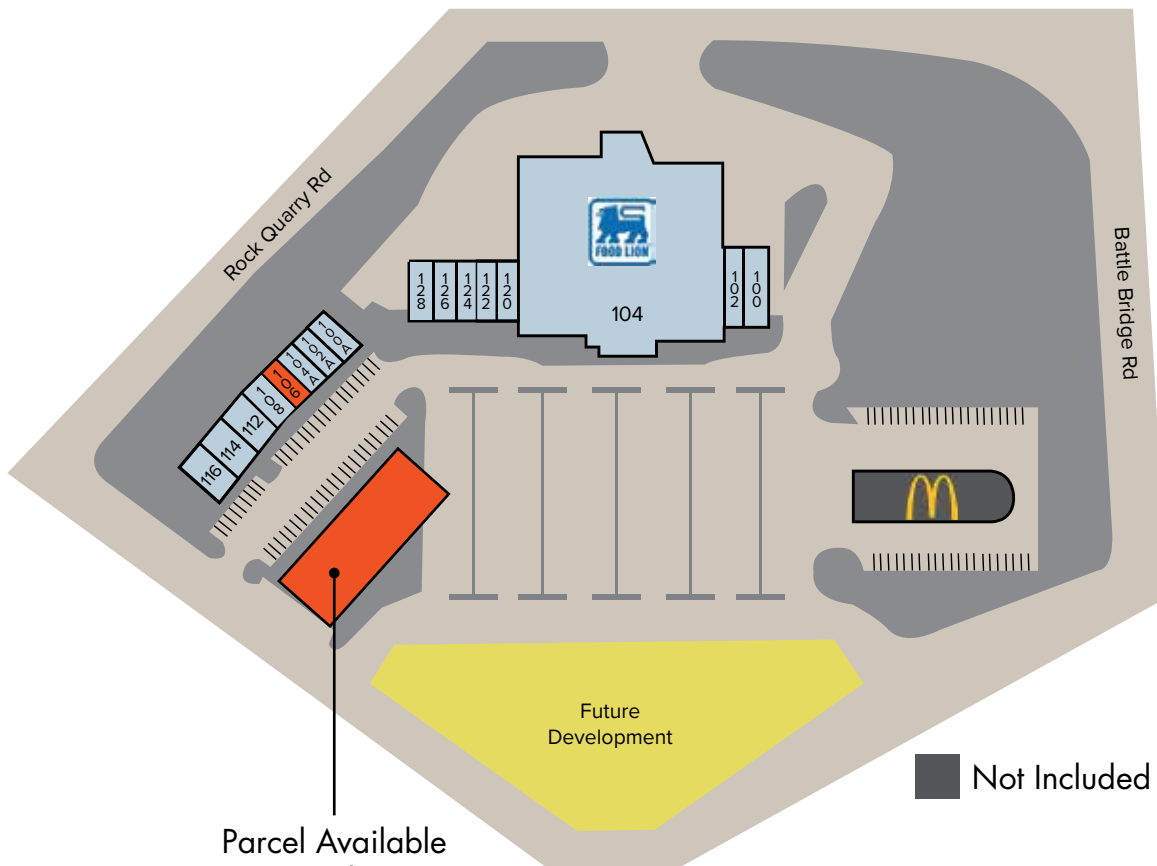 Rock Quarry Rd
Battle Bridge Rd
FOOD LION
104
128
126
124
122
120
102
100
100A
102A
104A
106
108
112
114
116
Future
Development
Not Included
Parcel Available